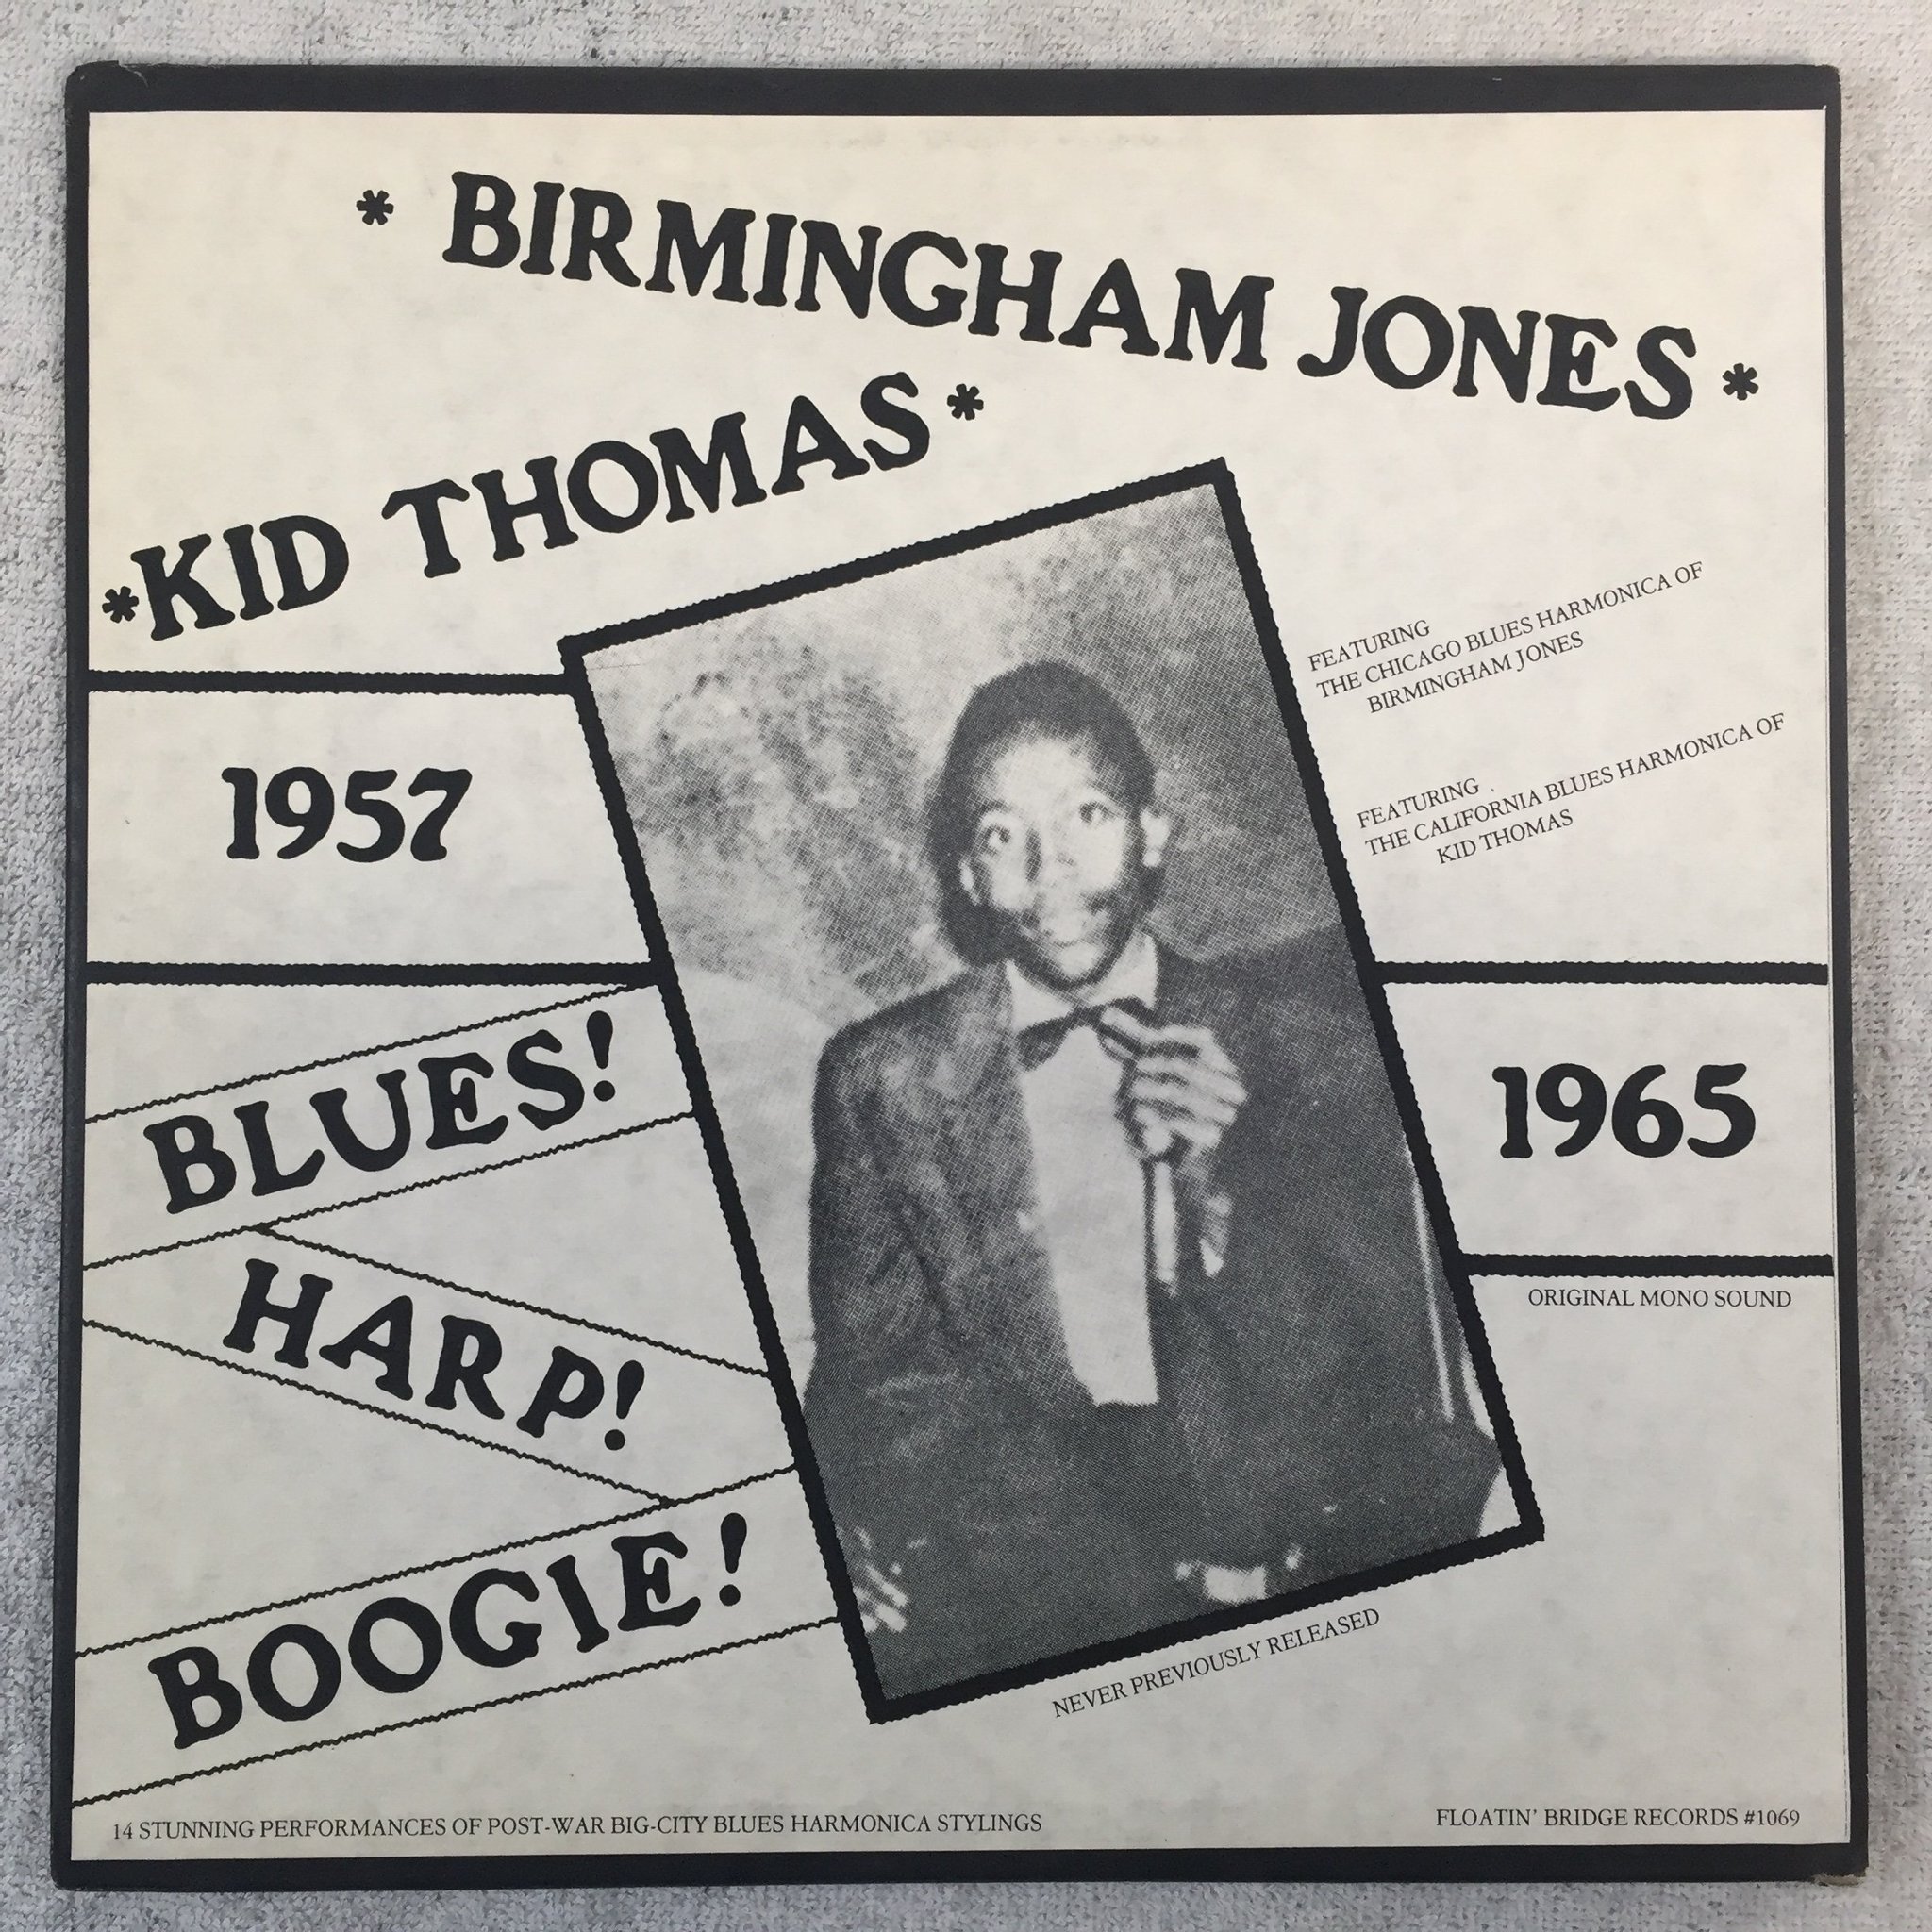 * BIRMINGHAM JONES *
*KID THOMAS*
FEATURING
THE CHICAGO BLUES HARMONICA OF
BIRMINGHAM JONES
FEATURING
THE CALIFORNIA BLUES HARMONICA OF
KID THOMAS
1957
1965
ORIGINAL MONO SOUND
BLUES!
HARP!
BOOGIE!
NEVER PREVIOUSLY RELEASED
14 STUNNING PERFORMANCES OF POST-WAR BIG-CITY BLUES HARMONICA STYLINGS
FLOATIN' BRIDGE RECORDS #1069